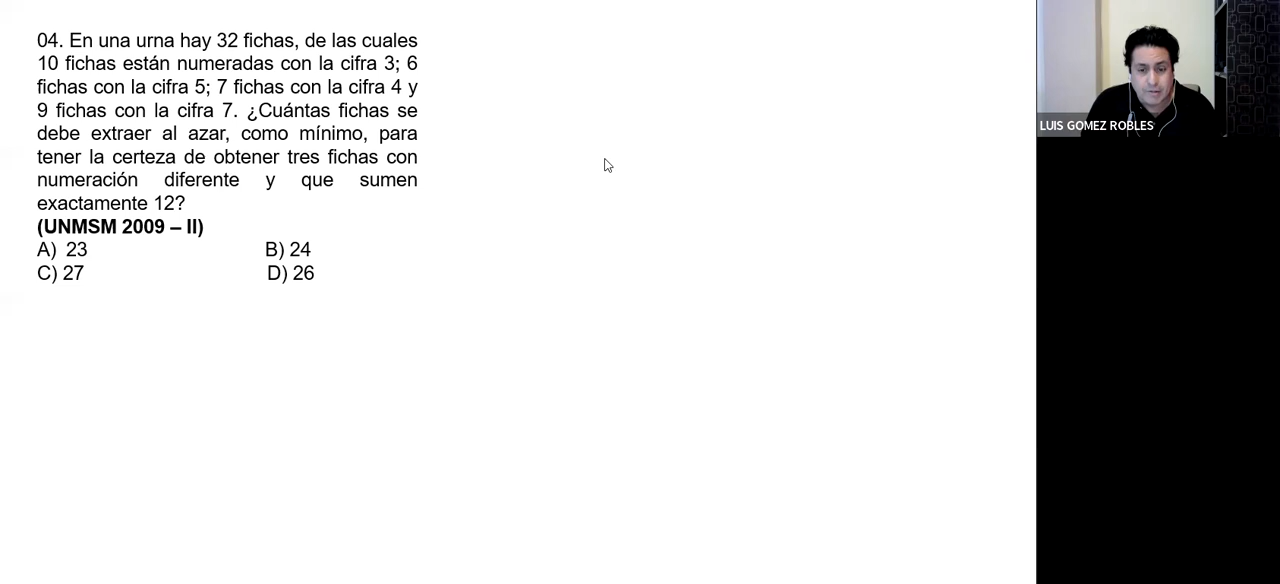 04. En una urna hay 32 fichas, de las cuales
10 fichas están numeradas con la cifra 3; 6
fichas con la cifra 5; 7 fichas con la cifra 4 y
9 fichas con la cifra 7. ¿Cuántas fichas se
debe extraer al azar, como mínimo, para
tener la certeza de obtener tres fichas con
numeración diferente y que sumen
exactamente 12?
(UNMSM 2009 – II)
A) 23 B) 24
C) 27 D) 26
LUIS GOMEZ ROBLES